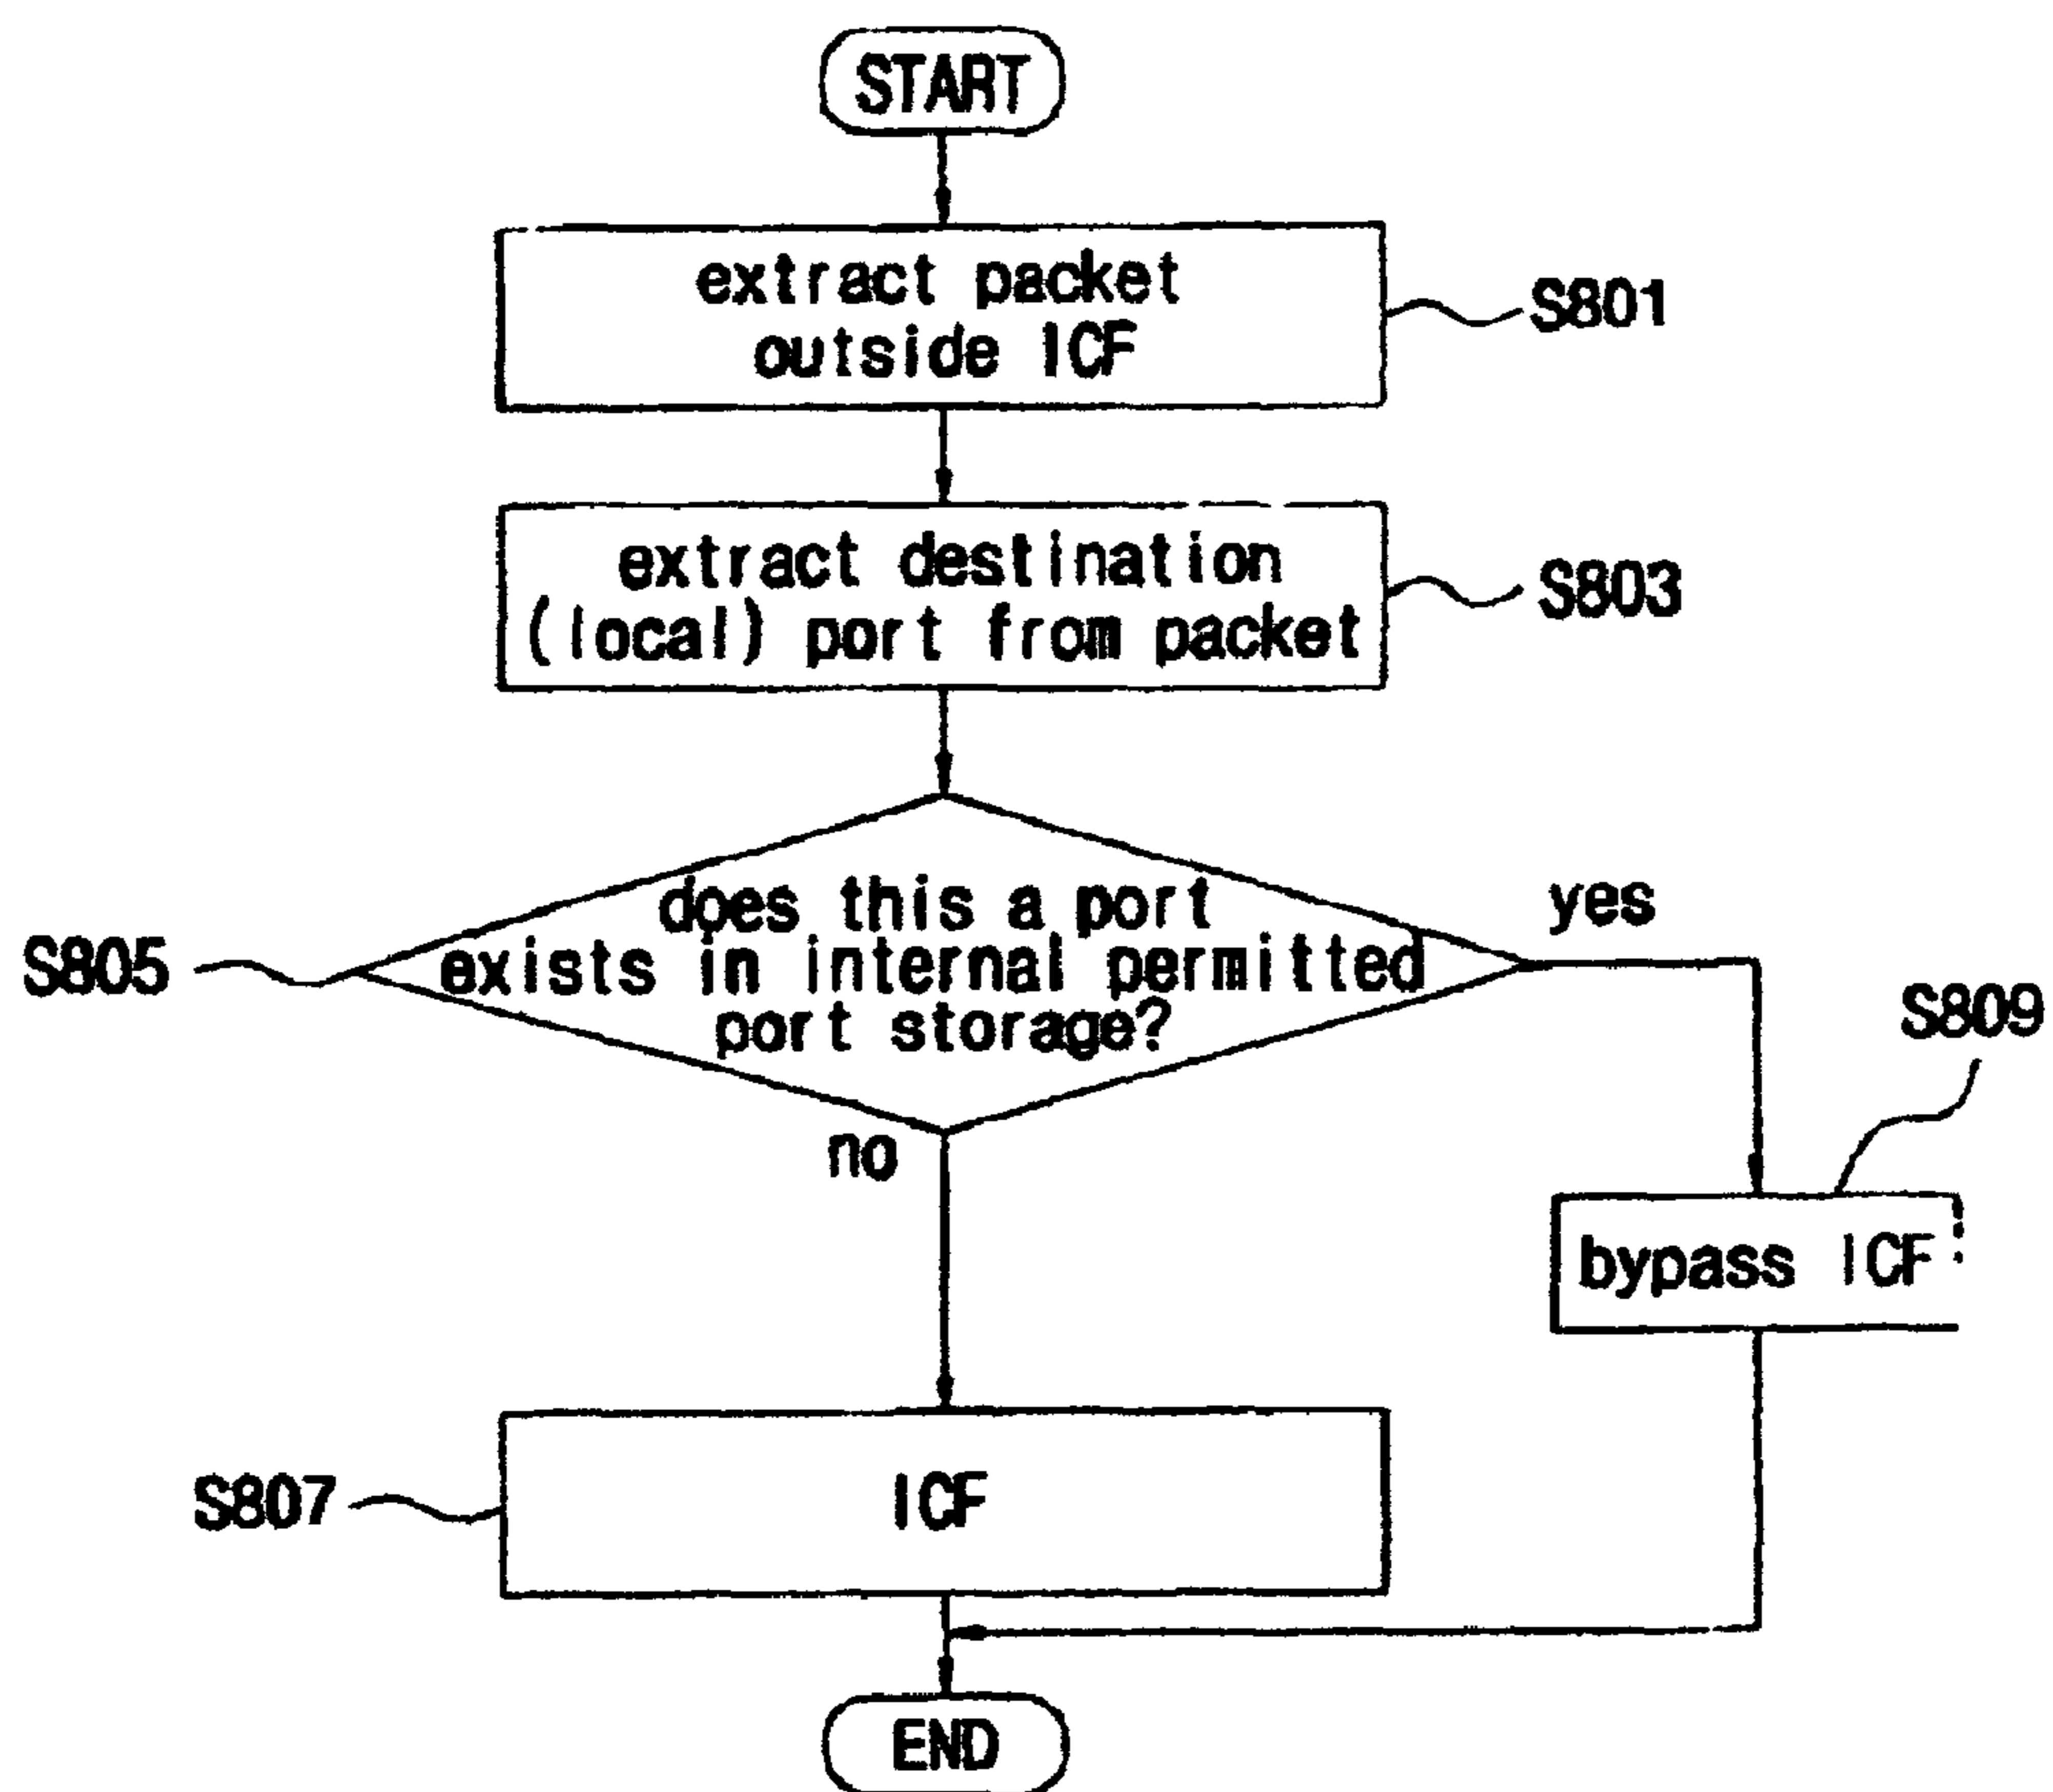 START
extract packet
outside ICF
S801
extract destination
(local) port from packet
S803
does this a port
exists in internal permitted
port storage?
S805
yes
no
S809
bypass ICF
ICF
S807
END